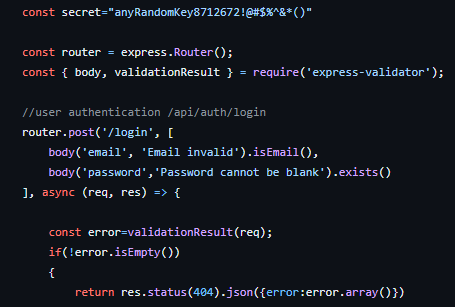 const secret="anyRandomKey8712672!@#$%^&*()"
const router = express.Router();
const { body, validationResult } = require('express-validator');
//user authentication /api/auth/login
router.post('/login', [
body('email', 'Email invalid').isEmail(),
body('password','Password cannot be blank').exists()
], async (req, res) => {
const error=validationResult(req);
if(!error.isEmpty())
{
return res.status(404).json({error:error.array()})